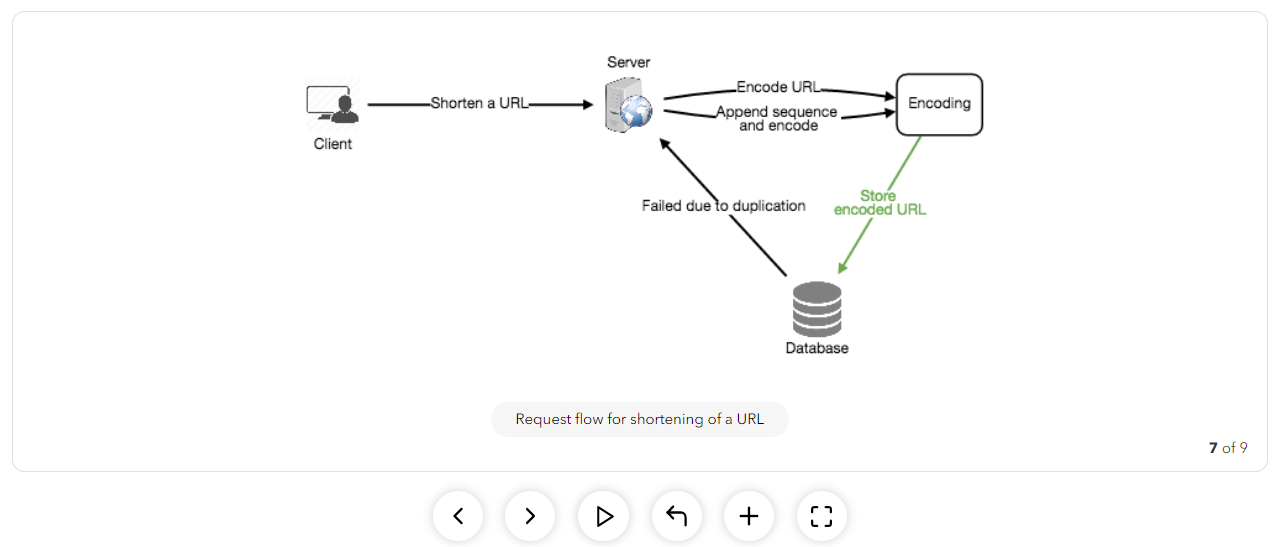 Server
Shorten a URL
Encode URL
Append sequence
and encode
Encoding
Client
Failed due to duplication
Store
encoded URL
Database
Request flow for shortening of a URL
7 of 9